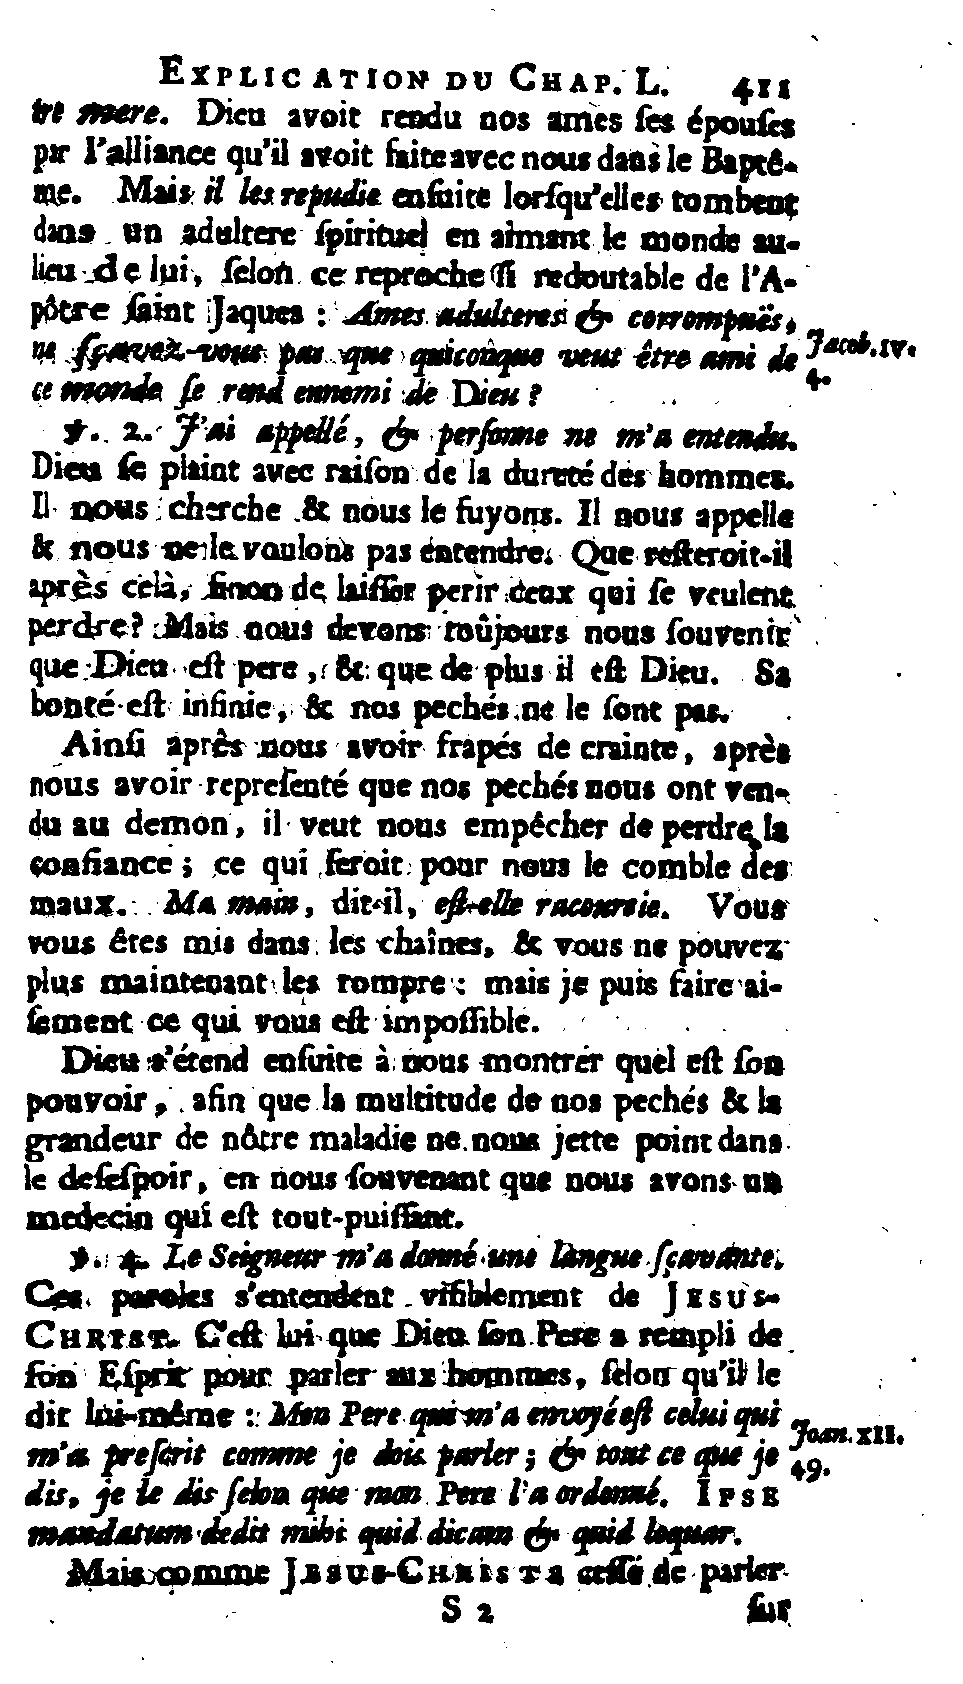 EXPLICATION DU CHAP. L. 411
tre mere. Dieu avoit rendu nos ames ſes épouſes
par l'alliance qu'il avoit faite avec nous dans le Baptê-
me. Mais il les repudie enſuite lorſqu'elles tombent
dans un adultere ſpirituel en aimant le monde au-
lieu de lui, ſelon ce reproche ſi redoutable de l'A-
pôtre ſaint Jaques : Ames adulteres & corrompuës,
ne ſçavez-vous pas que quiconque veut être ami de
ce monde ſe rend ennemi de Dieu ?
Jacob. IV.
4.
℣. 2. J'ai appellé, & perſonne ne m'a entendu.
Dieu ſe plaint avec raiſon de la dureté des hommes.
Il nous cherche & nous le fuyons. Il nous appelle
& nous ne le voulons pas entendre. Que reſteroit-il
après celà, ſinon de laiſſer perir ceux qui ſe veulent
perdre? Mais nous devons toûjours nous ſouvenir
que Dieu eſt pere, & que de plus il eſt Dieu. Sa
bonté eſt infinie, & nos pechés ne le ſont pas.
Ainſi après nous avoir frapés de crainte, après
nous avoir repreſenté que nos pechés nous ont ven-
du au demon, il veut nous empêcher de perdre la
confiance ; ce qui ſeroit pour nous le comble des
maux. Ma main, dit-il, eſt-elle racourcie. Vous
vous êtes mis dans les chaînes, & vous ne pouvez
plus maintenant les rompre : mais je puis faire ai-
ſement ce qui vous eſt impoſſible.
Dieu s'étend enſuite à nous montrer quel eſt ſon
pouvoir, afin que la multitude de nos pechés & la
grandeur de nôtre maladie ne nous jette point dans
le deſeſpoir, en nous ſouvenant que nous avons un
medecin qui eſt tout-puiſſant.
℣. 4. Le Seigneur m'a donné une langue ſçavante.
Ces paroles s'entendent viſiblement de JESUS-
CHRIST. C'eſt lui que Dieu ſon Pere a rempli de
ſon Eſprit pour parler aux hommes, ſelon qu'il le
dit lui-même : Mon Pere qui m'a envoyé eſt celui qui
m'a preſcrit comme je dois parler ; & tout ce que je
dis, je le dis ſelon que mon Pere l'a ordonné. IPSE
mandatum dedit mihi quid dicam & quid loquar.
Joan. XII.
49.
Mais comme JESUS-CHRIST a ceſſé de parler
S 2 ſur